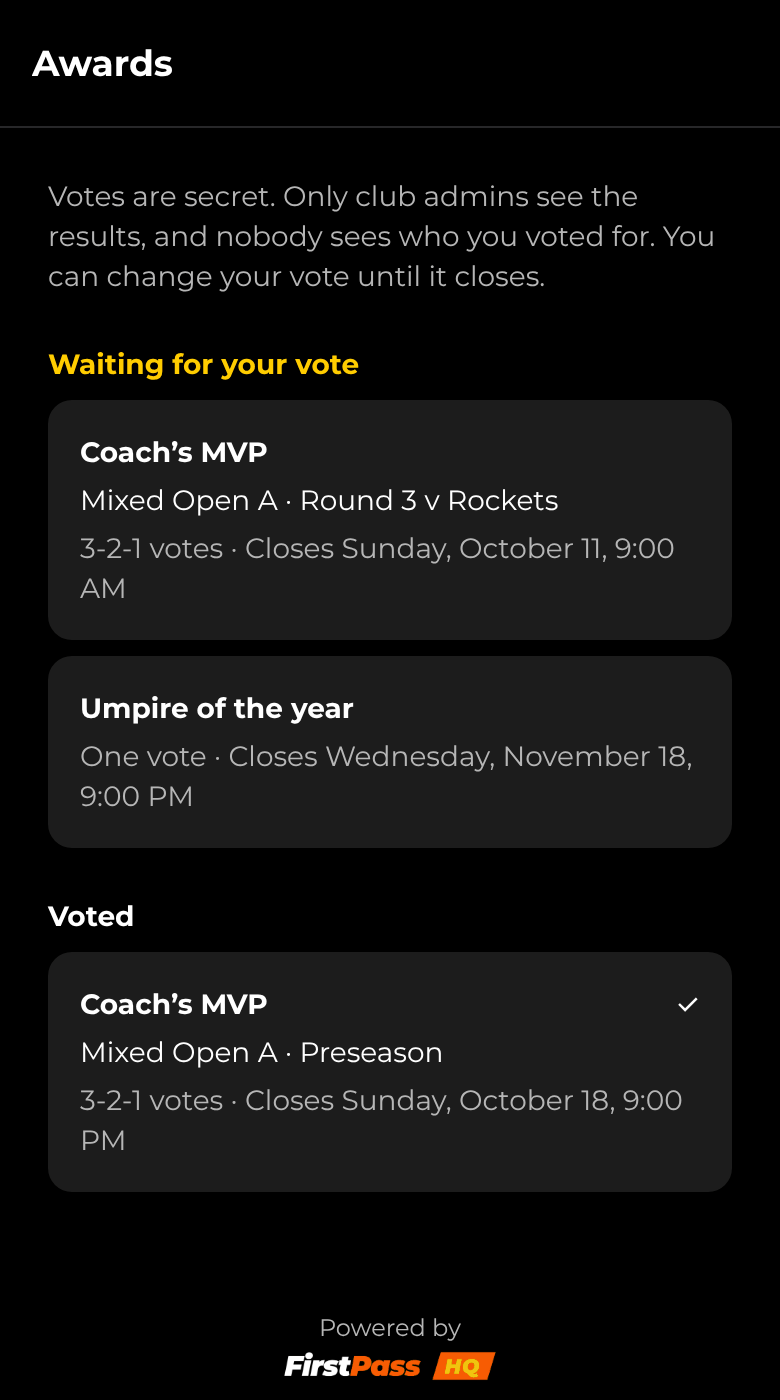 Awards
Votes are secret. Only club admins see the
results, and nobody sees who you voted for. You
can change your vote until it closes.
Waiting for your vote
Coach’s MVP
Mixed Open A · Round 3 v Rockets
3-2-1 votes · Closes Sunday, October 11, 9:00
AM
Umpire of the year
One vote · Closes Wednesday, November 18,
9:00 PM
Voted
Coach’s MVP
Mixed Open A · Preseason
3-2-1 votes · Closes Sunday, October 18, 9:00
PM
Powered by
FirstPass HQ